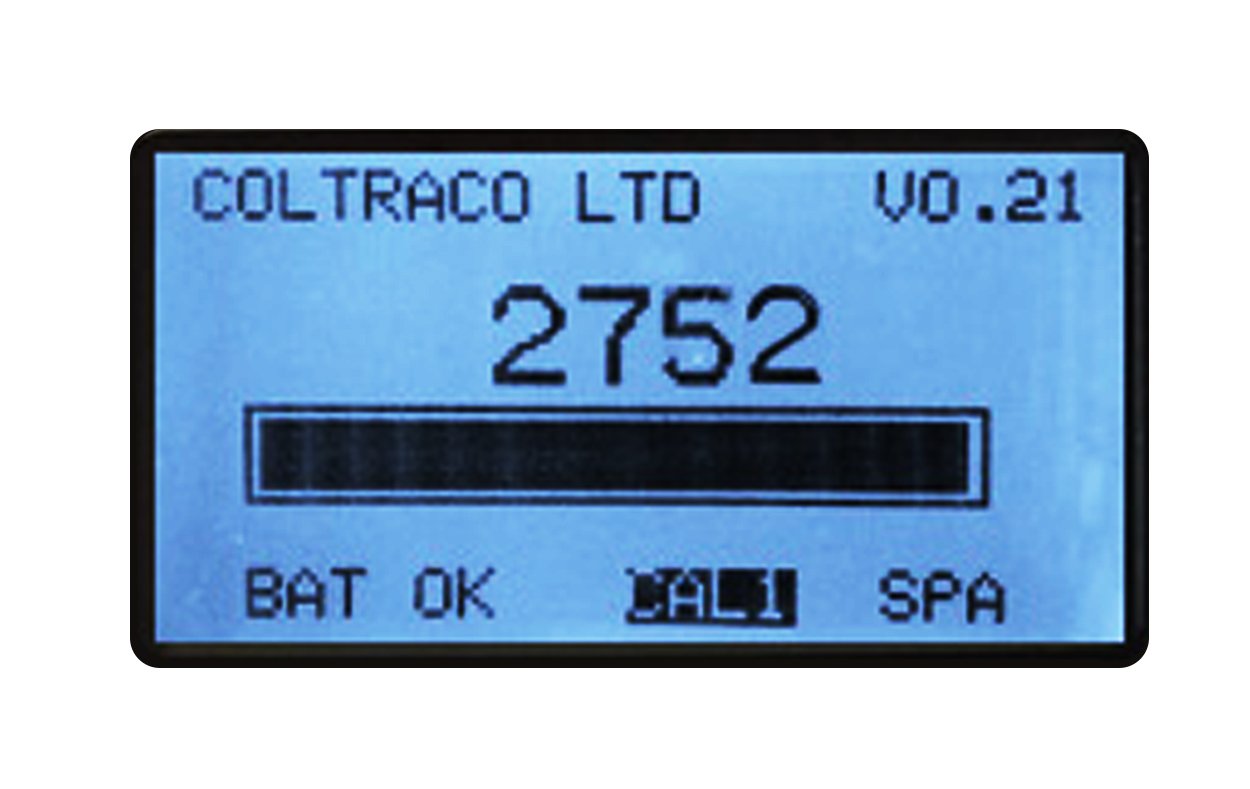 COLTRACO LTD V0.21
2752
BAT OK CAL1 SPA